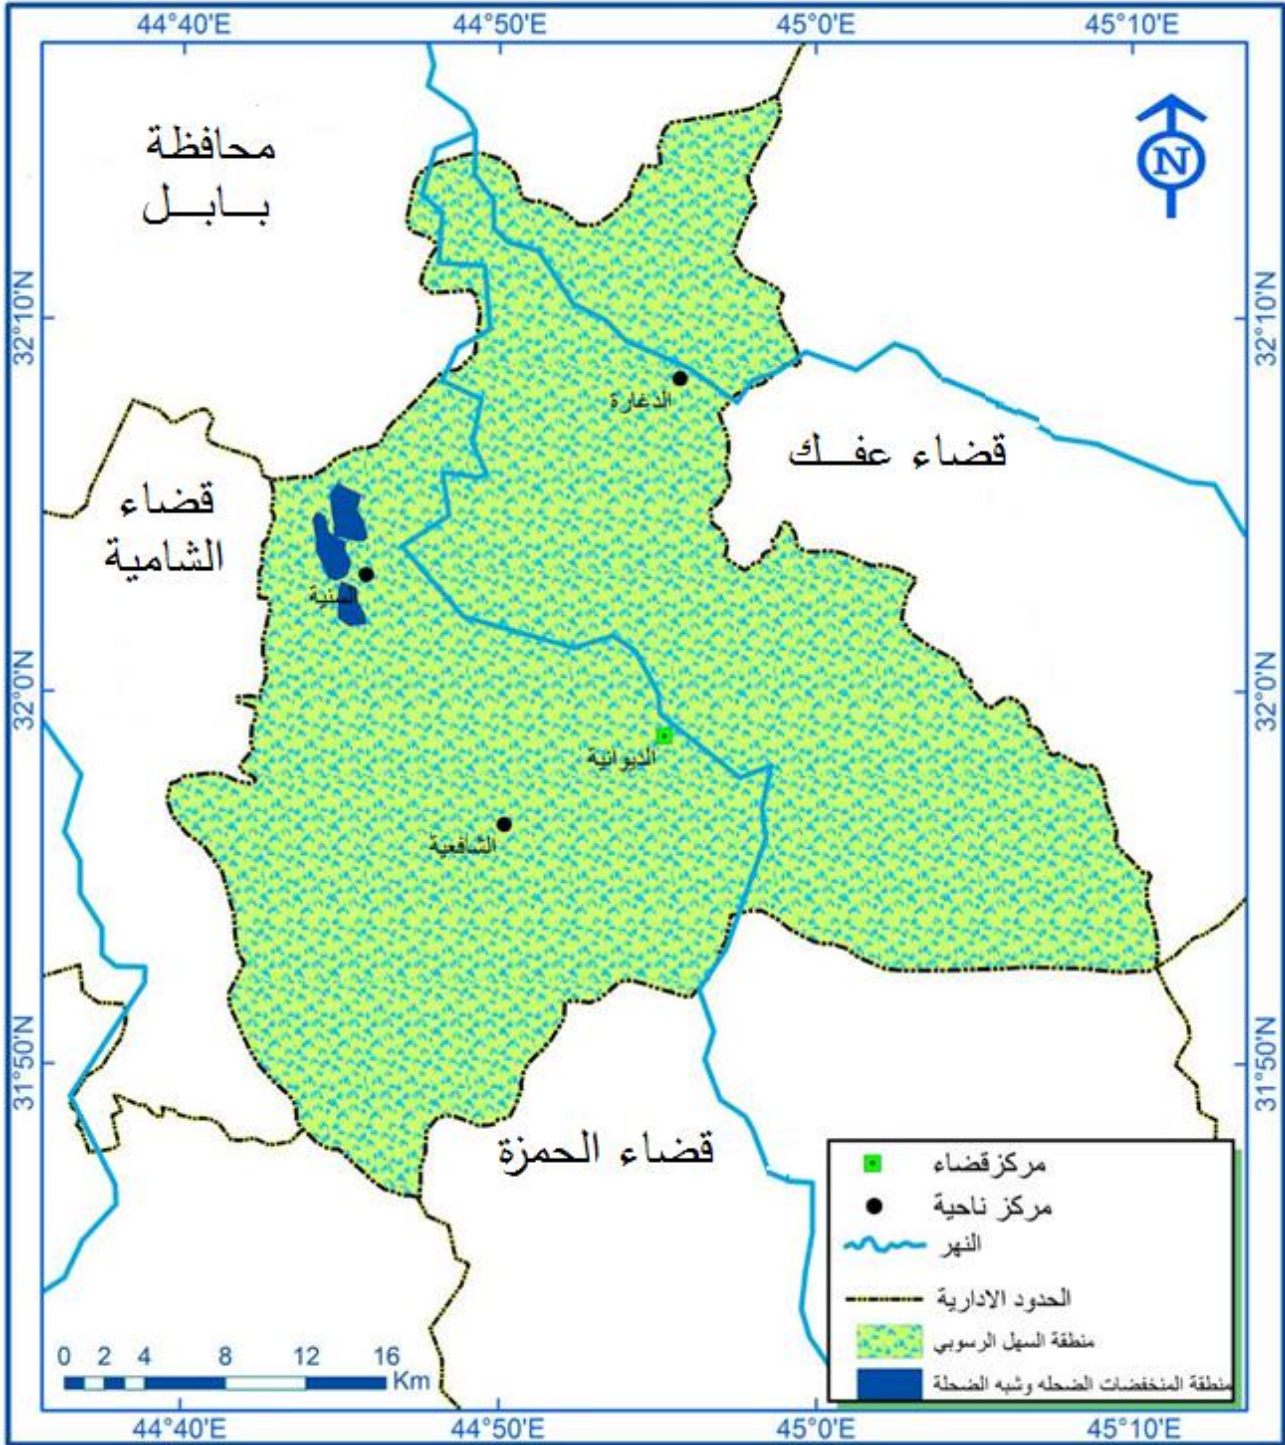 44°40'E
44°50'E
45°0'E
45°10'E
محافظة
بـــابـــل
N
32°10'N
32°10'N
الدغارة
قضاء عفـــك
قضاء
الشامية
السنية
32°0'N
32°0'N
الديوانية
الشافعية
31°50'N
31°50'N
قضاء الحمزة
مركزقضاء
مركز ناحية
النهر
الحدود الادارية
منطقة السهل الرسوبي
منطقة المنخفضات الضحله وشبه الضحلة
0 2 4 8 12 16
Km
44°40'E
44°50'E
45°0'E
45°10'E